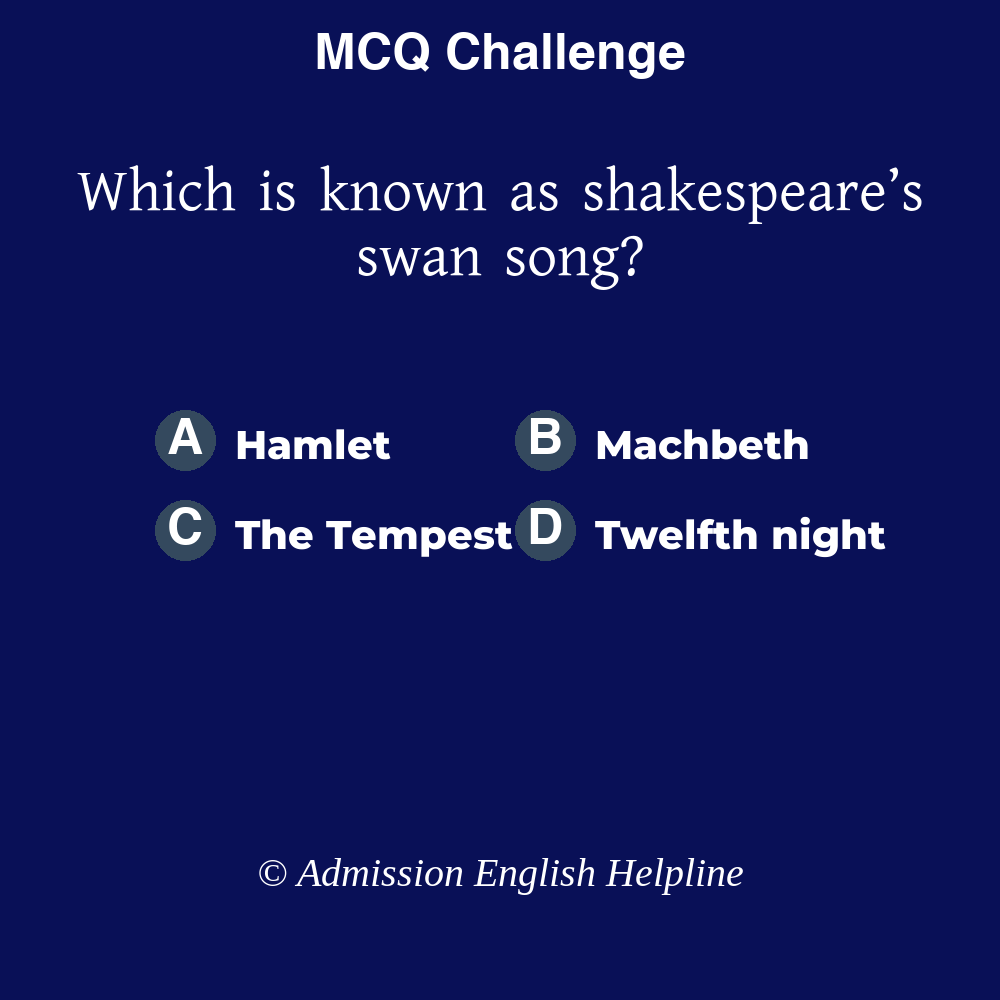 MCQ Challenge
Which is known as shakespeare’s
swan song?
A Hamlet
B Machbeth
C The Tempest
D Twelfth night
© Admission English Helpline